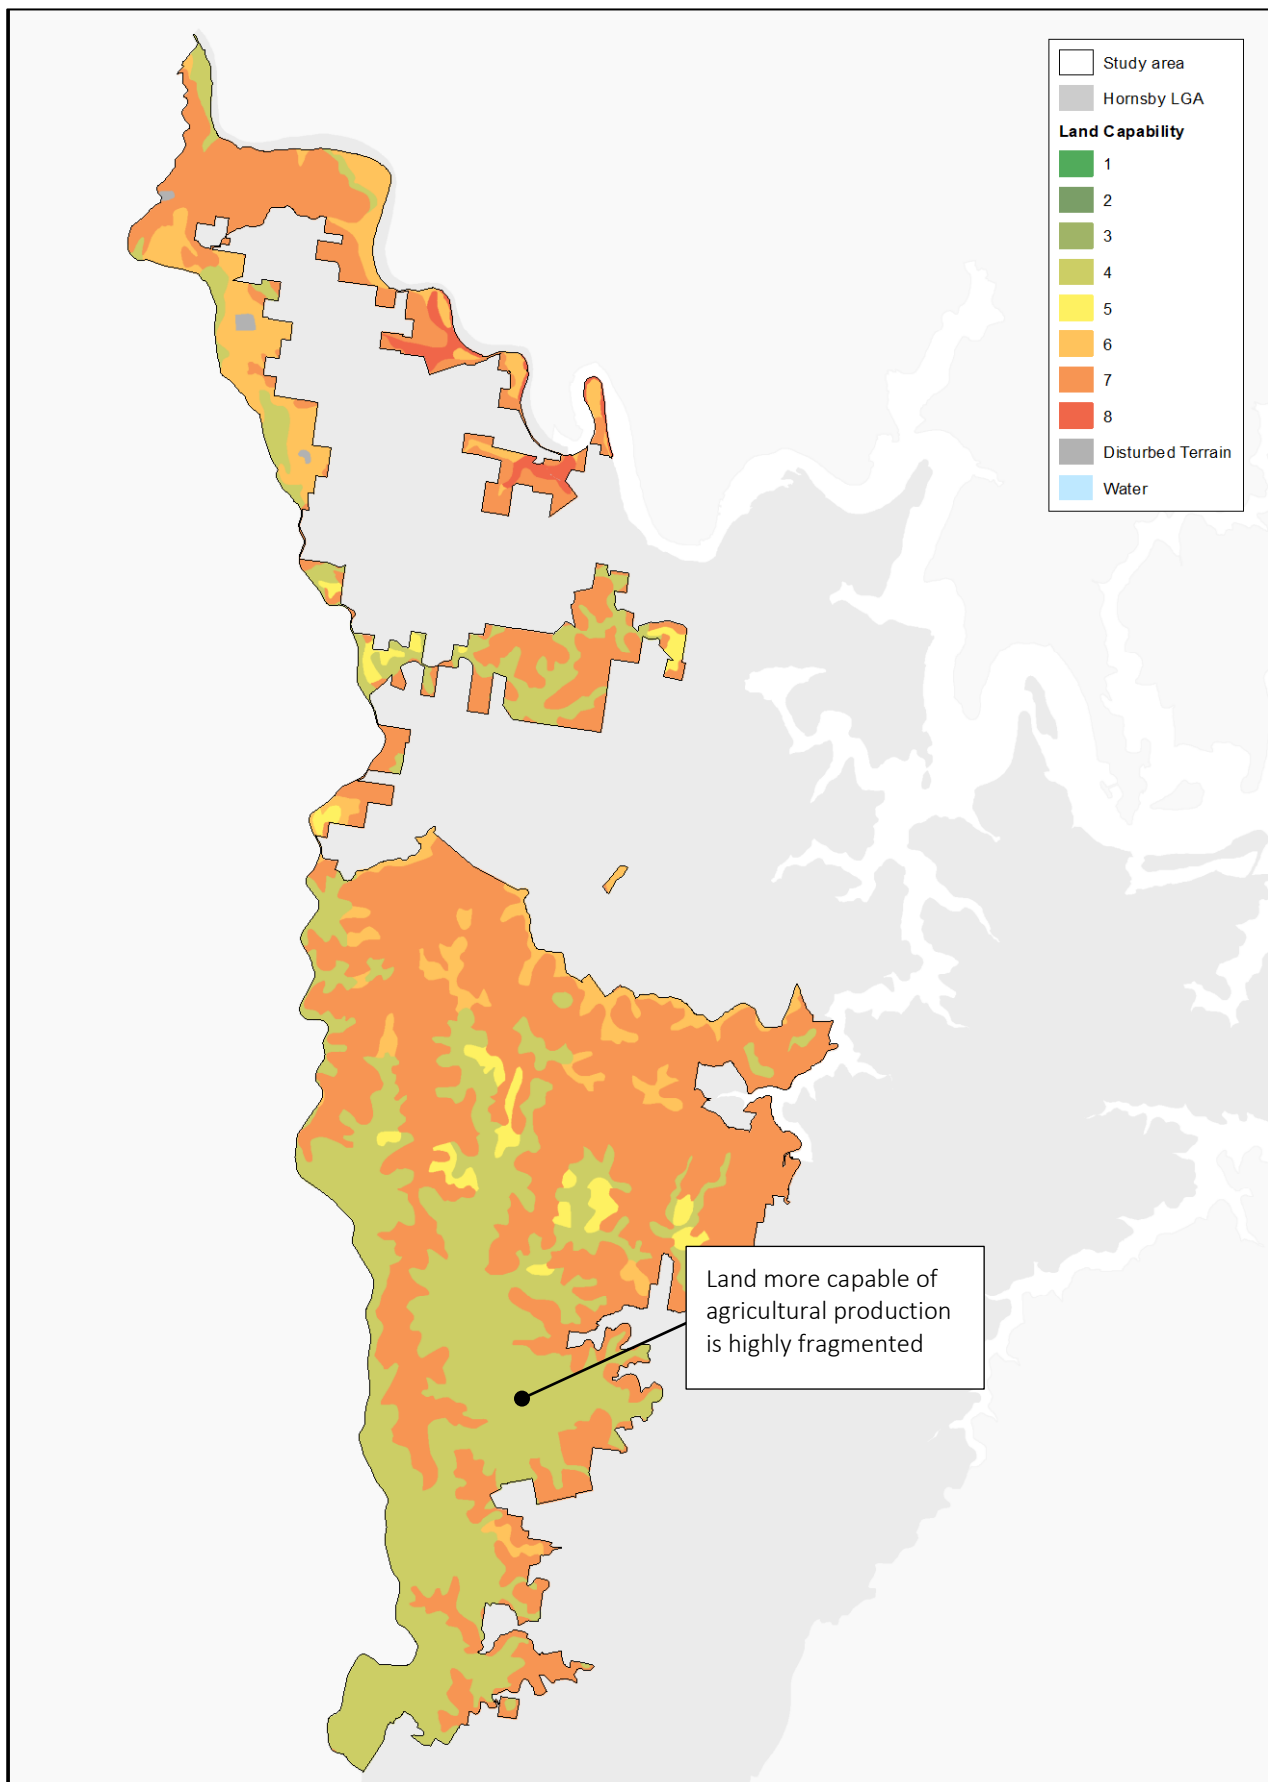 Study area
Hornsby LGA
Land Capability
1
2
3
4
5
6
7
8
Disturbed Terrain
Water
Land more capable of
agricultural production
is highly fragmented